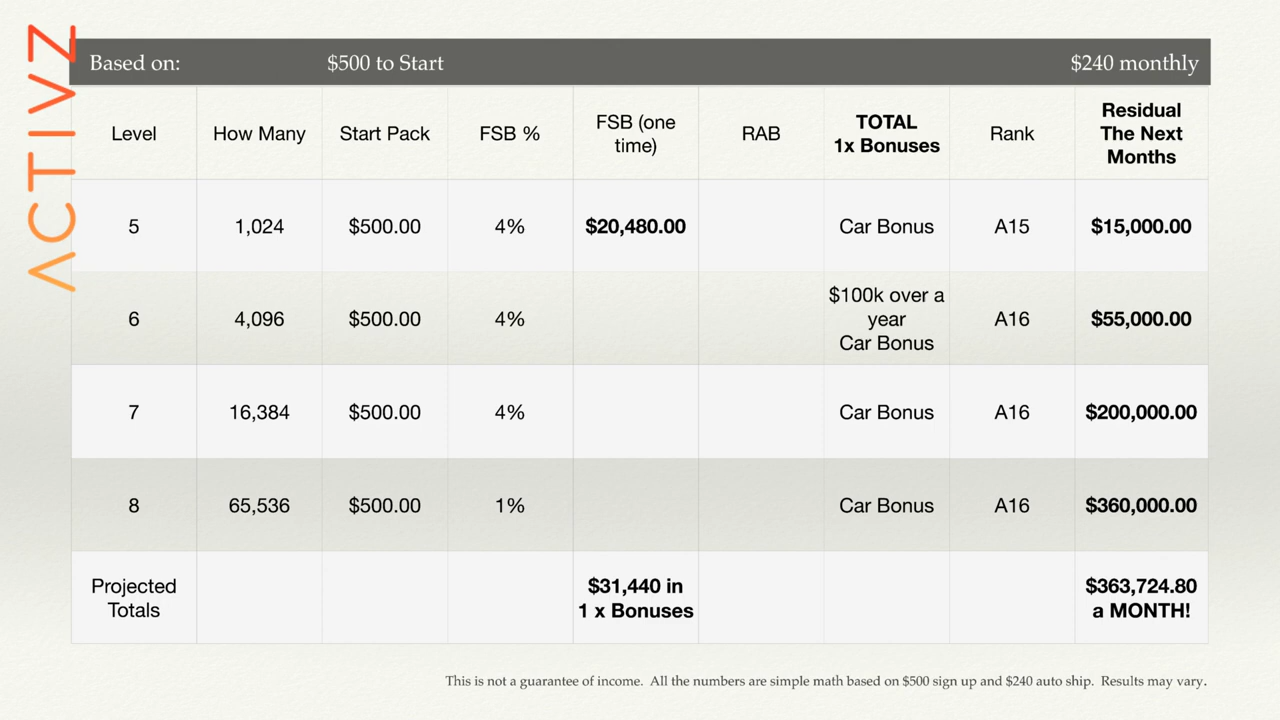 ACTIVZ
Based on: $500 to Start $240 monthly
Level How Many Start Pack FSB % FSB (one time) RAB TOTAL 1x Bonuses Rank Residual The Next Months
5 1,024 $500.00 4% $20,480.00 Car Bonus A15 $15,000.00
6 4,096 $500.00 4% $100k over a year Car Bonus A16 $55,000.00
7 16,384 $500.00 4% Car Bonus A16 $200,000.00
8 65,536 $500.00 1% Car Bonus A16 $360,000.00
Projected Totals $31,440 in 1 x Bonuses $363,724.80 a MONTH!
This is not a guarantee of income. All the numbers are simple math based on $500 sign up and $240 auto ship. Results may vary.